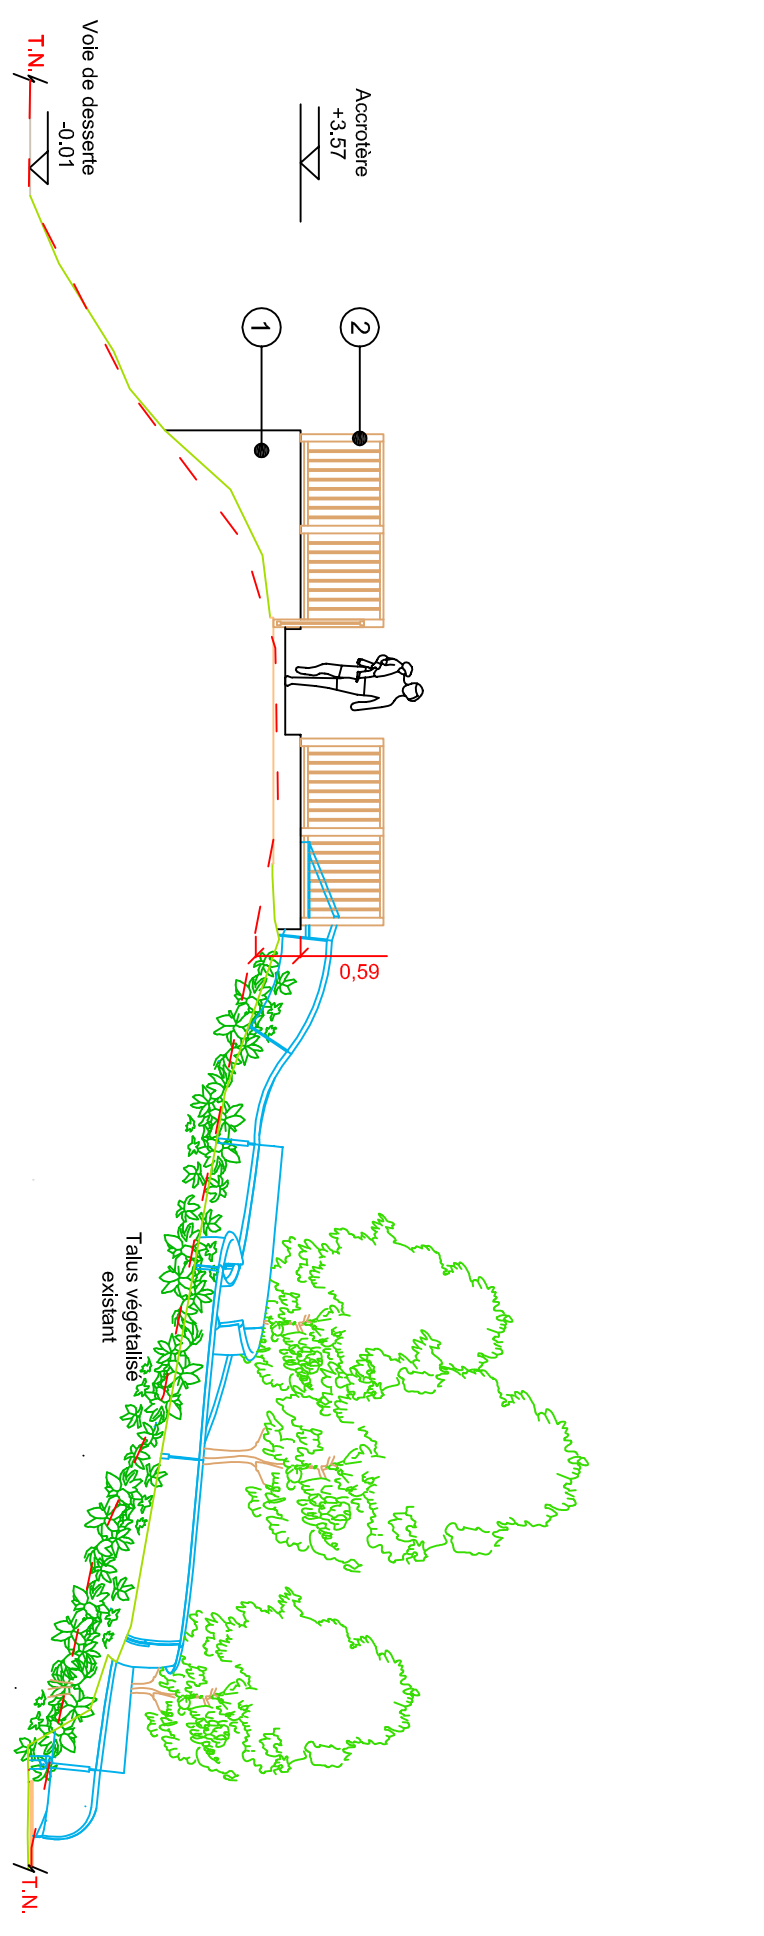 Voie de desserte
-0.01
T.N.
Accrotère
+3.57
1
2
0,59
Talus végétalisé
existant
T.N.